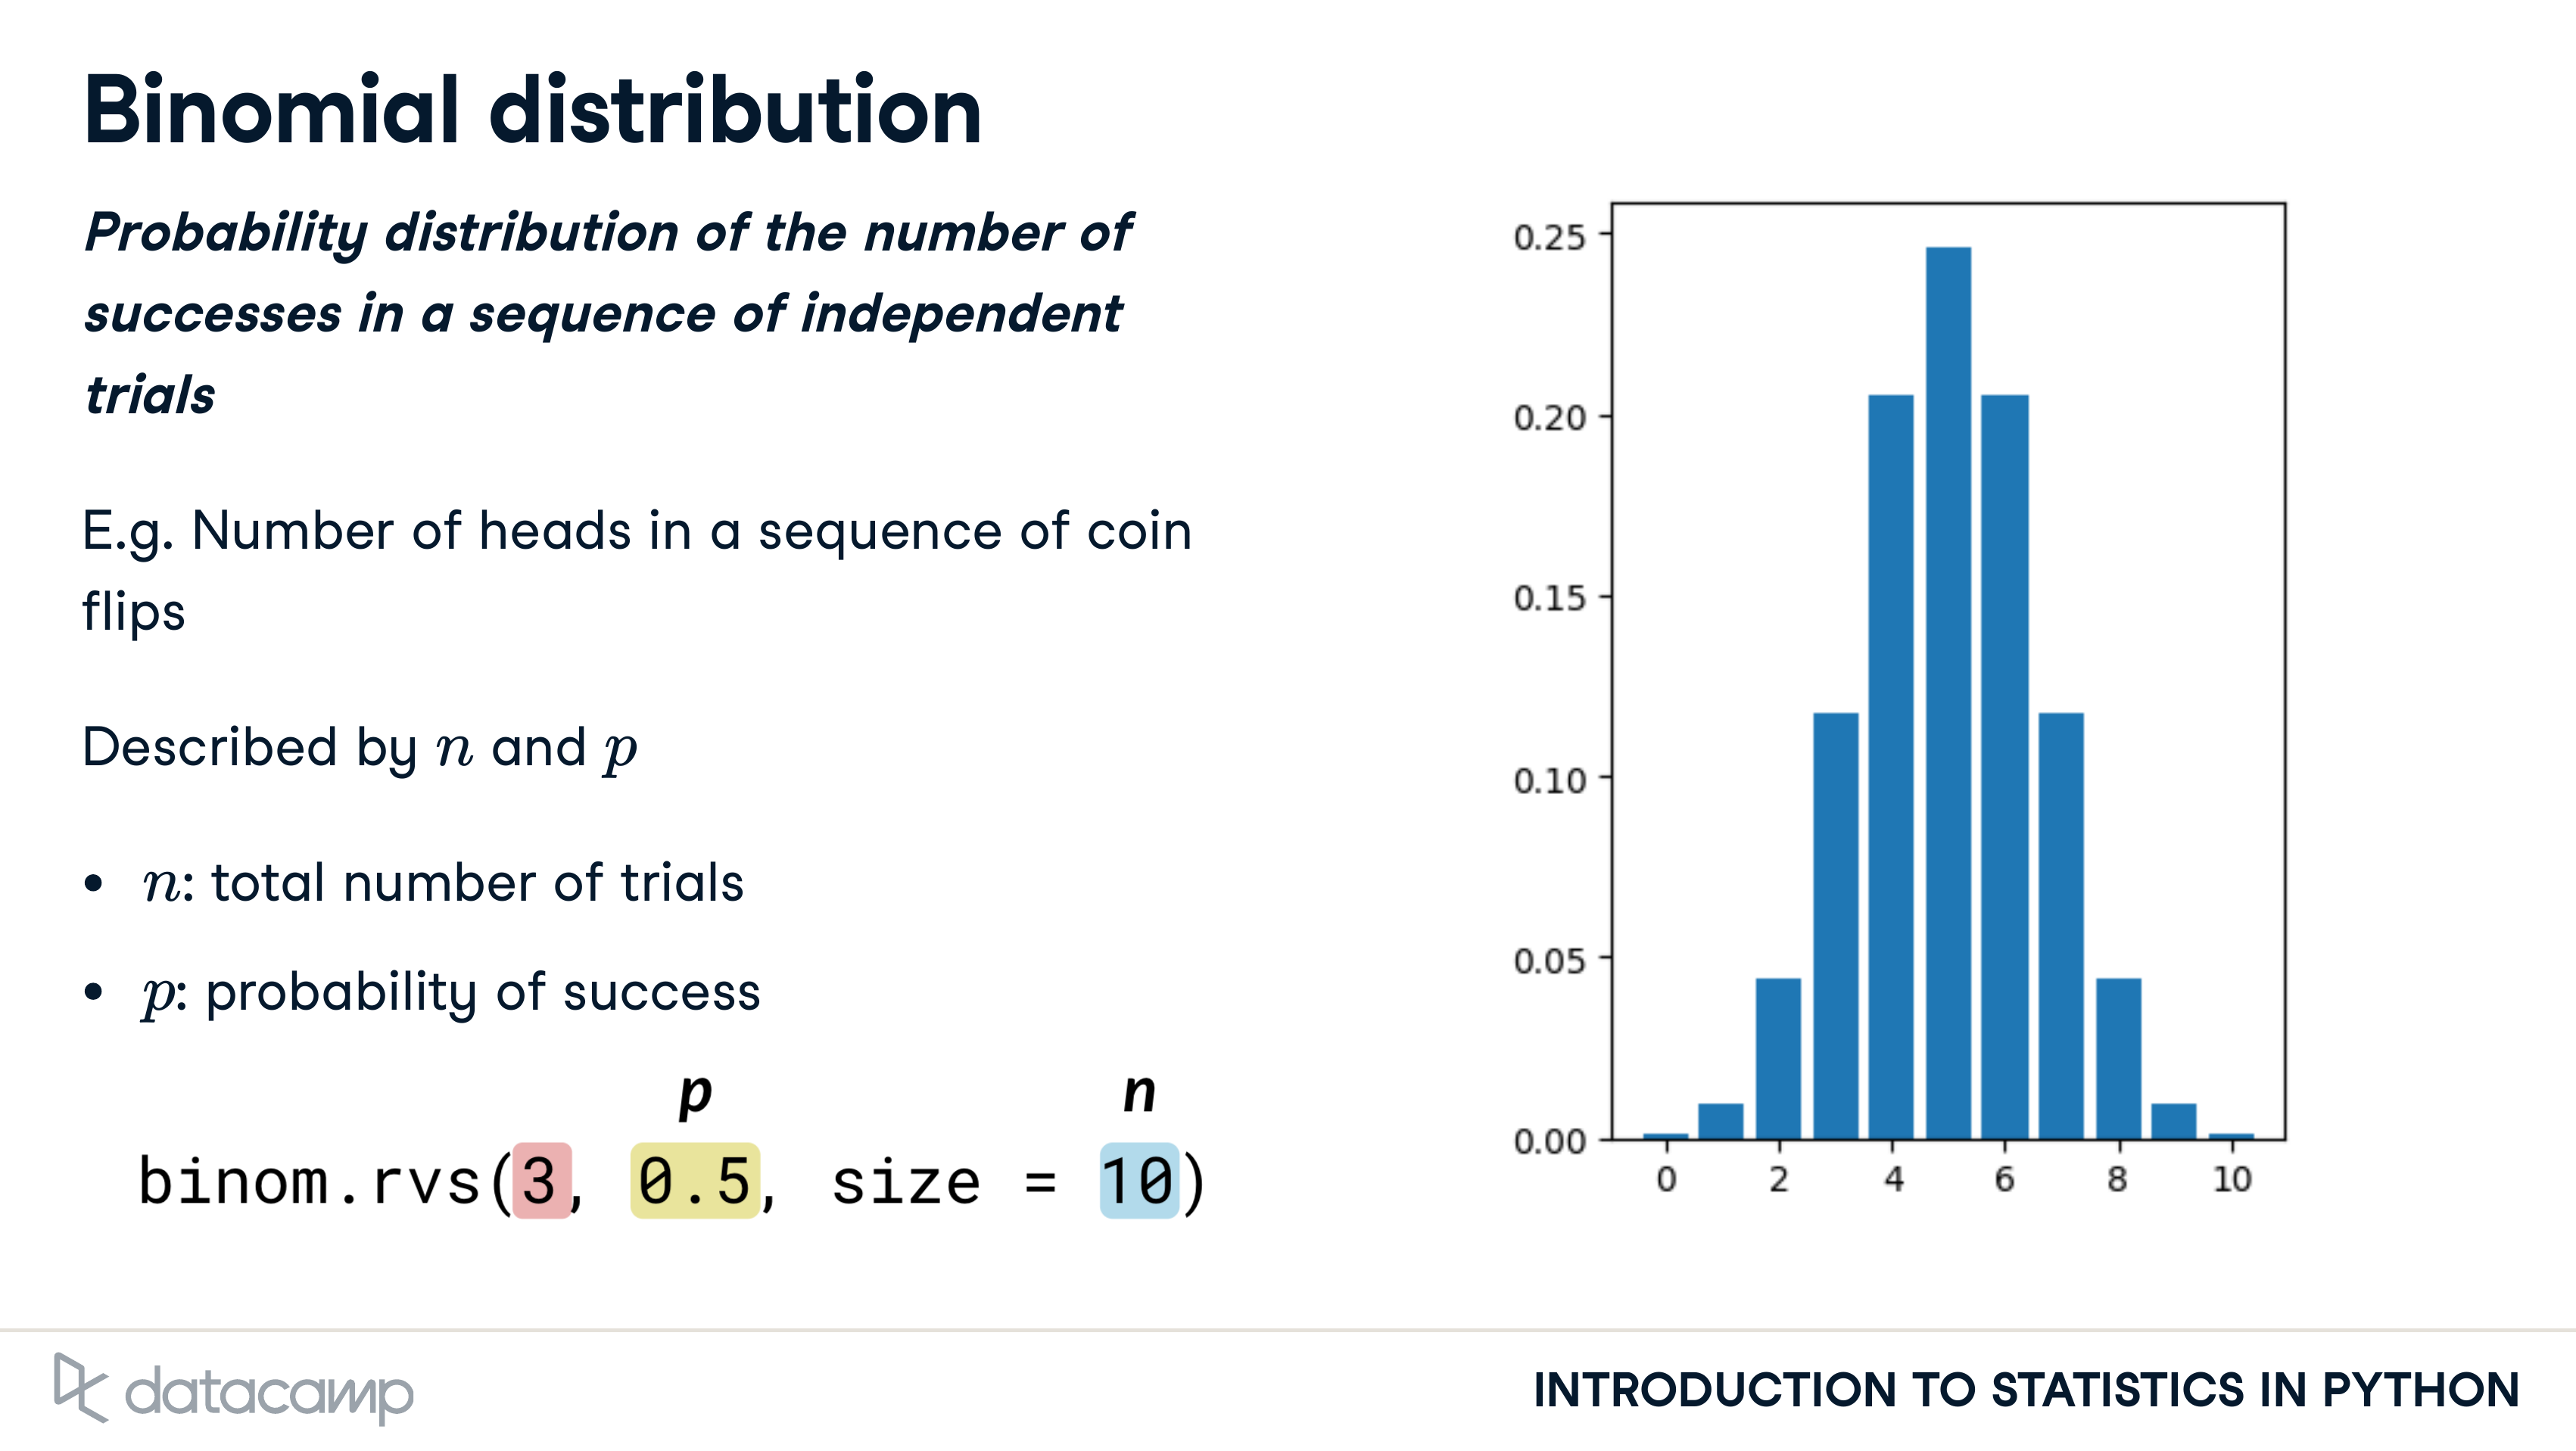 Binomial distribution
Probability distribution of the number of
successes in a sequence of independent
trials
E.g. Number of heads in a sequence of coin
flips
Described by n and p
• n: total number of trials
• p: probability of success
p n
binom.rvs(3, 0.5, size = 10)
0.25
0.20
0.15
0.10
0.05
0.00
0 2 4 6 8 10
datacamp
INTRODUCTION TO STATISTICS IN PYTHON